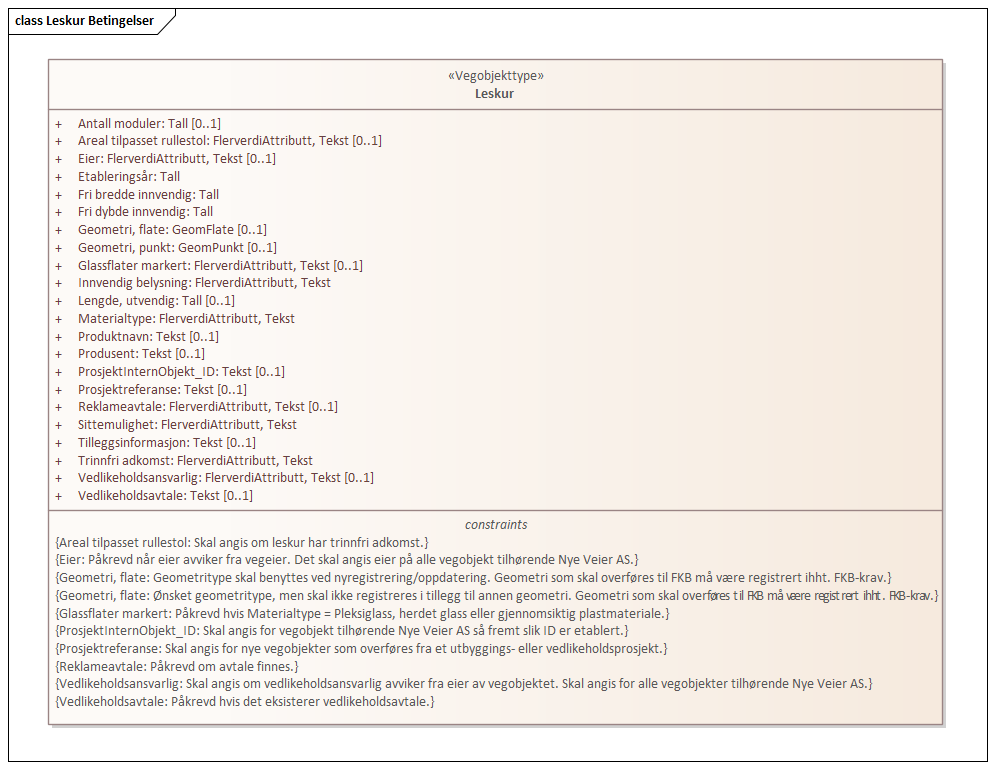 class Leskur Betingelser
«Vegobjekttype»
Leskur
+ Antall moduler: Tall [0..1]
+ Areal tilpasset rullestol: FlerverdiAttributt, Tekst [0..1]
+ Eier: FlerverdiAttributt, Tekst [0..1]
+ Etableringsår: Tall
+ Fri bredde innvendig: Tall
+ Fri dybde innvendig: Tall
+ Geometri, flate: GeomFlate [0..1]
+ Geometri, punkt: GeomPunkt [0..1]
+ Glassflater markert: FlerverdiAttributt, Tekst [0..1]
+ Innvendig belysning: FlerverdiAttributt, Tekst
+ Lengde, utvendig: Tall [0..1]
+ Materialtype: FlerverdiAttributt, Tekst
+ Produktnavn: Tekst [0..1]
+ Produsent: Tekst [0..1]
+ ProsjektInternObjekt_ID: Tekst [0..1]
+ Prosjektreferanse: Tekst [0..1]
+ Reklameavtale: FlerverdiAttributt, Tekst [0..1]
+ Sittemulighet: FlerverdiAttributt, Tekst
+ Tilleggsinformasjon: Tekst [0..1]
+ Trinnfri adkomst: FlerverdiAttributt, Tekst
+ Vedlikeholdsansvarlig: FlerverdiAttributt, Tekst [0..1]
+ Vedlikeholdsavtale: Tekst [0..1]
constraints
{Areal tilpasset rullestol: Skal angis om leskur har trinnfri adkomst.}
{Eier: Påkrevd når eier avviker fra vegeier. Det skal angis eier på alle vegobjekt tilhørende Nye Veier AS.}
{Geometri, flate: Geometritype skal benyttes ved nyregistrering/oppdatering. Geometri som skal overføres til FKB må være registrert ihht. FKB-krav.}
{Geometri, flate: Ønsket geometritype, men skal ikke registreres i tillegg til annen geometri. Geometri som skal overføres til FKB må være registrert ihht. FKB-krav.}
{Glassflater markert: Påkrevd hvis Materialtype = Pleksiglass, herdet glass eller gjennomsiktig plastmateriale.}
{ProsjektInternObjekt_ID: Skal angis for vegobjekt tilhørende Nye Veier AS så fremt slik ID er etablert.}
{Prosjektreferanse: Skal angis for nye vegobjekter som overføres fra et utbyggings- eller vedlikeholdsprosjekt.}
{Reklameavtale: Påkrevd om avtale finnes.}
{Vedlikeholdsansvarlig: Skal angis om vedlikeholdsansvarlig avviker fra eier av vegobjektet. Skal angis for alle vegobjekter tilhørende Nye Veier AS.}
{Vedlikeholdsavtale: Påkrevd hvis det eksisterer vedlikeholdsavtale.}